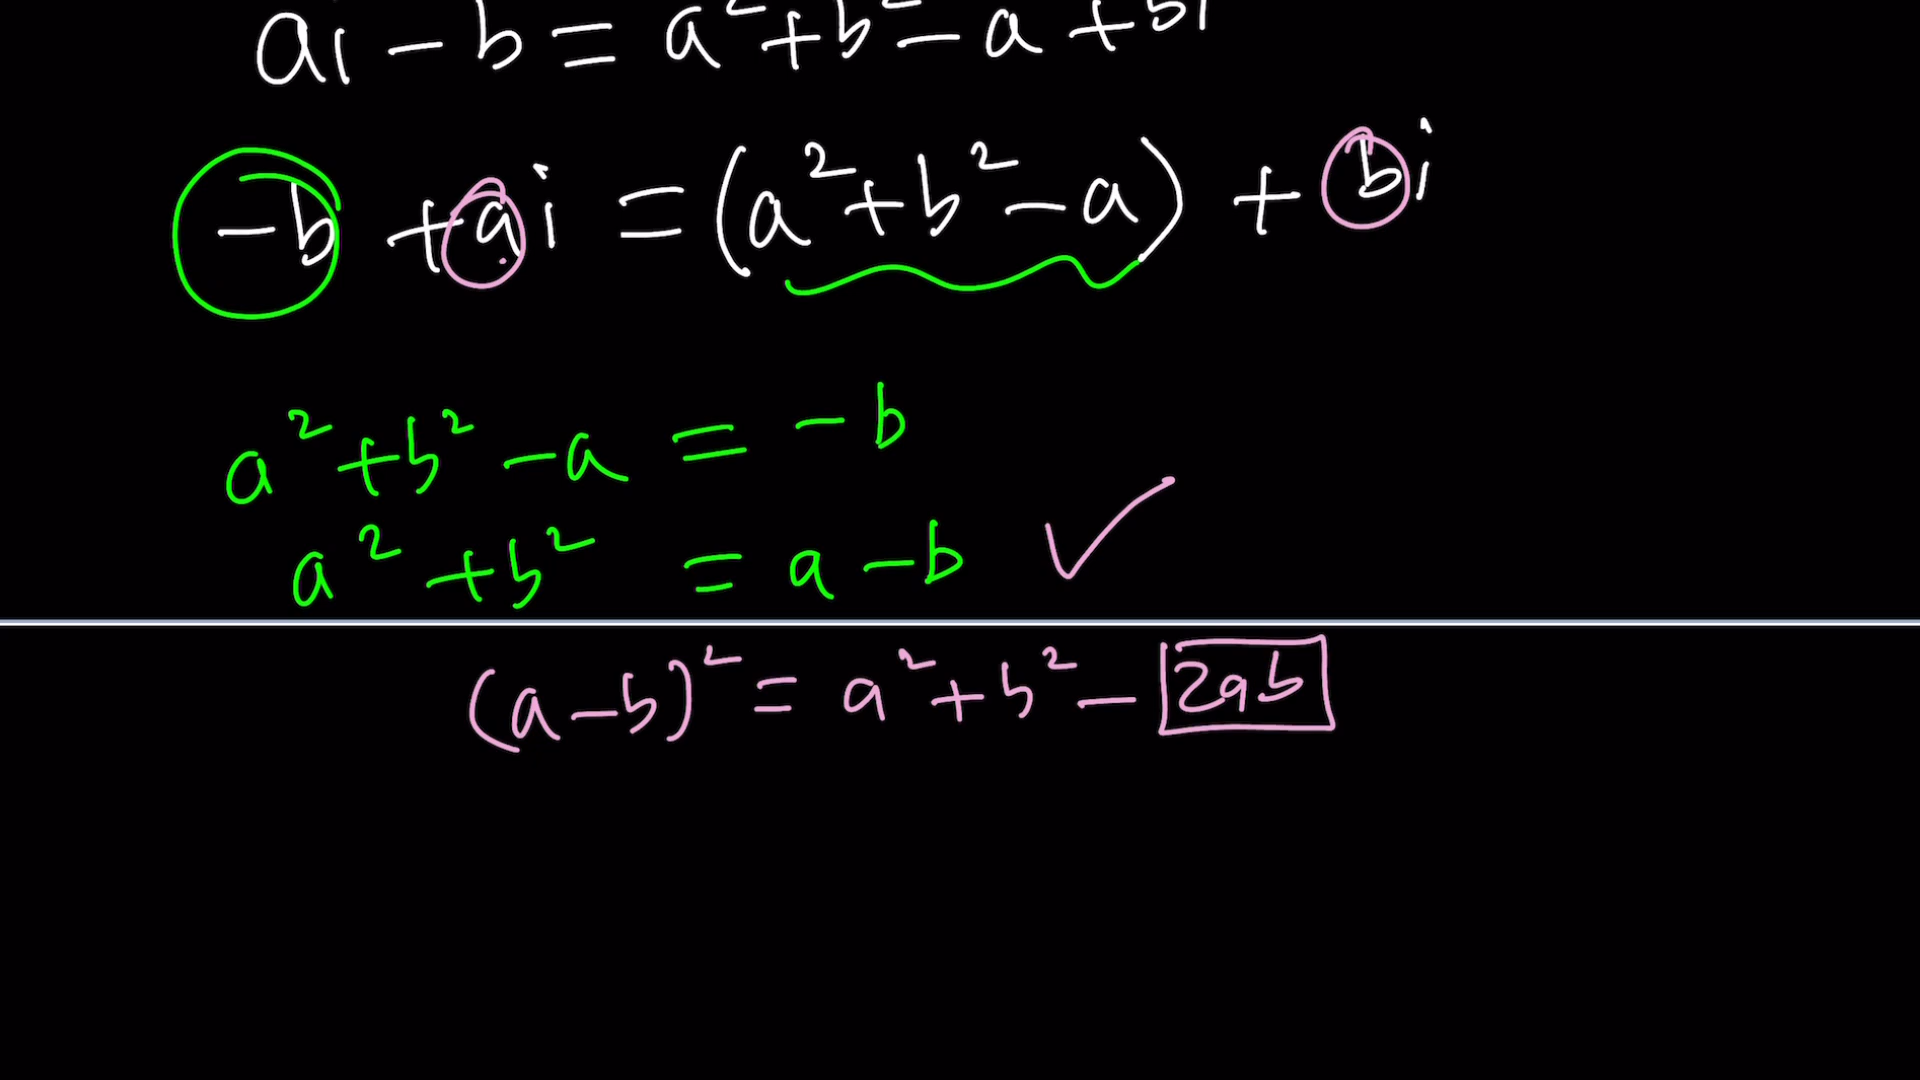 ai - b = a² + b² - a + bi
-b + ai = (a² + b² - a) + bi
a² + b² - a = -b
a² + b² = a - b ✓
(a - b)² = a² + b² - 2ab